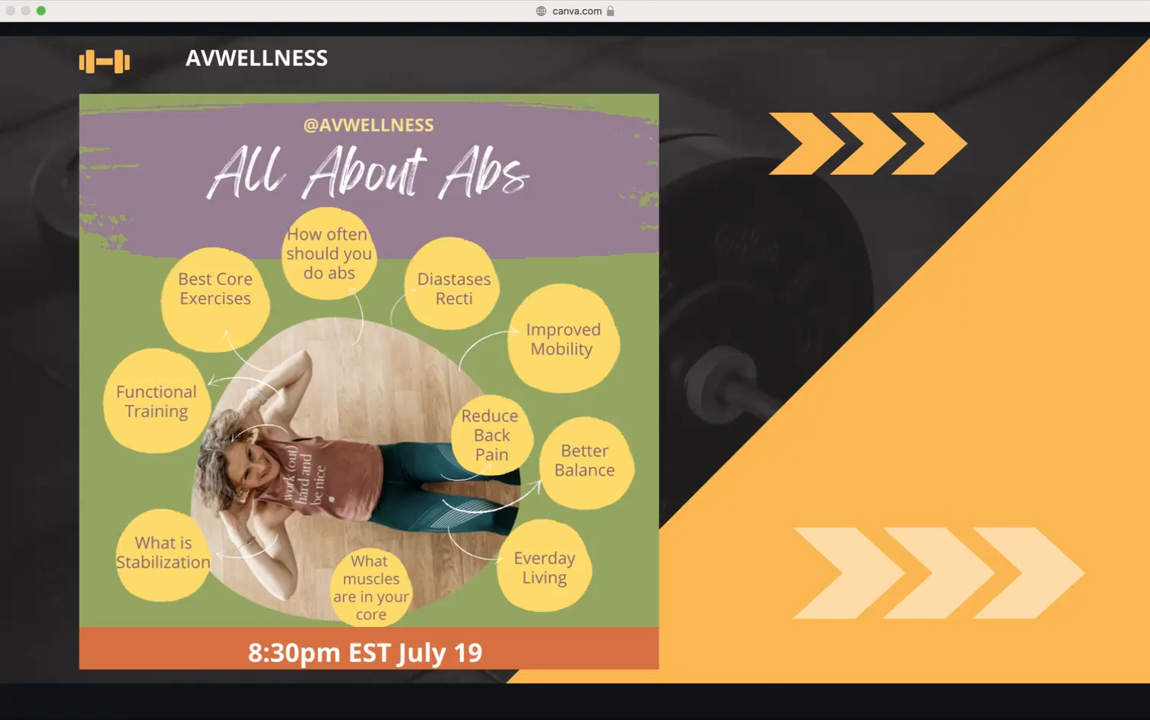 canva.com
AVWELLNESS
@AVWELLNESS
All About Abs
How often
should you
do abs
Best Core
Exercises
Diastases
Recti
Improved
Mobility
Functional
Training
Reduce
Back
Pain
Better
Balance
work (out)
hard and
be nice
What is
Stabilization
What
muscles
are in your
core
Everday
Living
8:30pm EST July 19